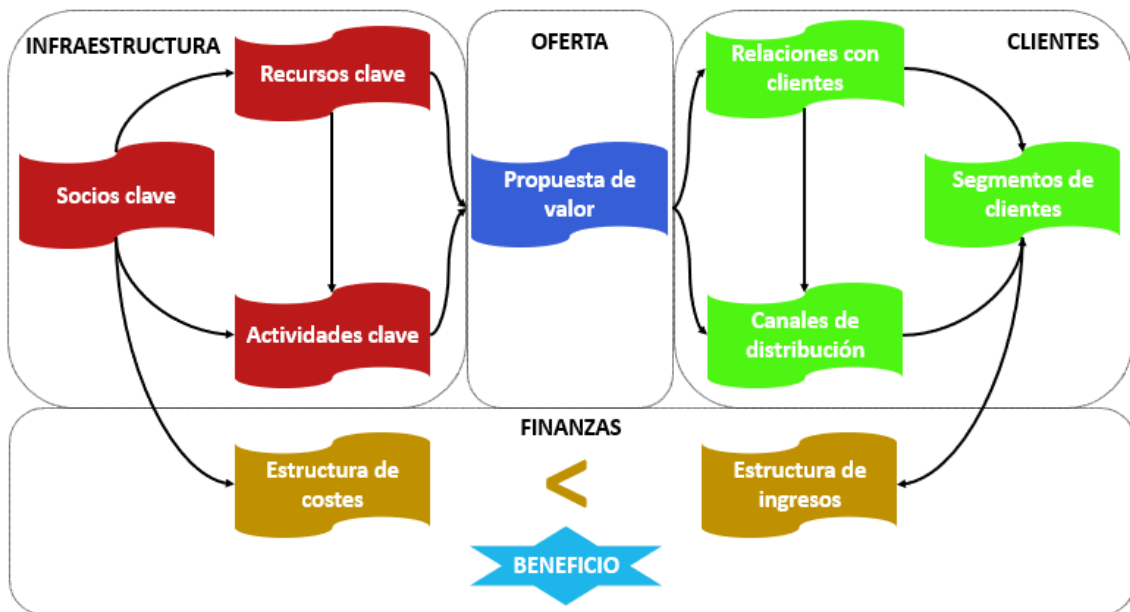 INFRAESTRUCTURA
Recursos clave
Socios clave
Actividades clave
OFERTA
Propuesta de
valor
CLIENTES
Relaciones con
clientes
Segmentos de
clientes
Canales de
distribución
FINANZAS
Estructura de
costes
<
Estructura de
ingresos
BENEFICIO